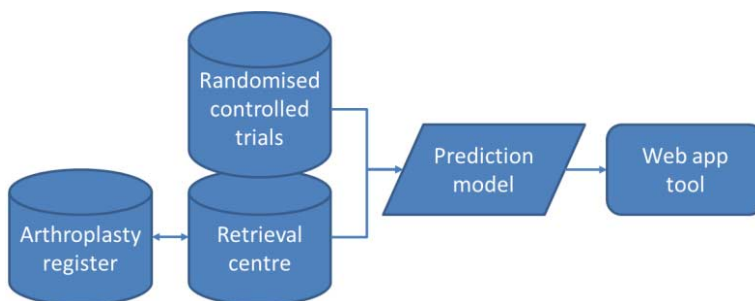 Randomised
controlled
trials
Arthroplasty
register
Retrieval
centre
Prediction
model
Web app
tool